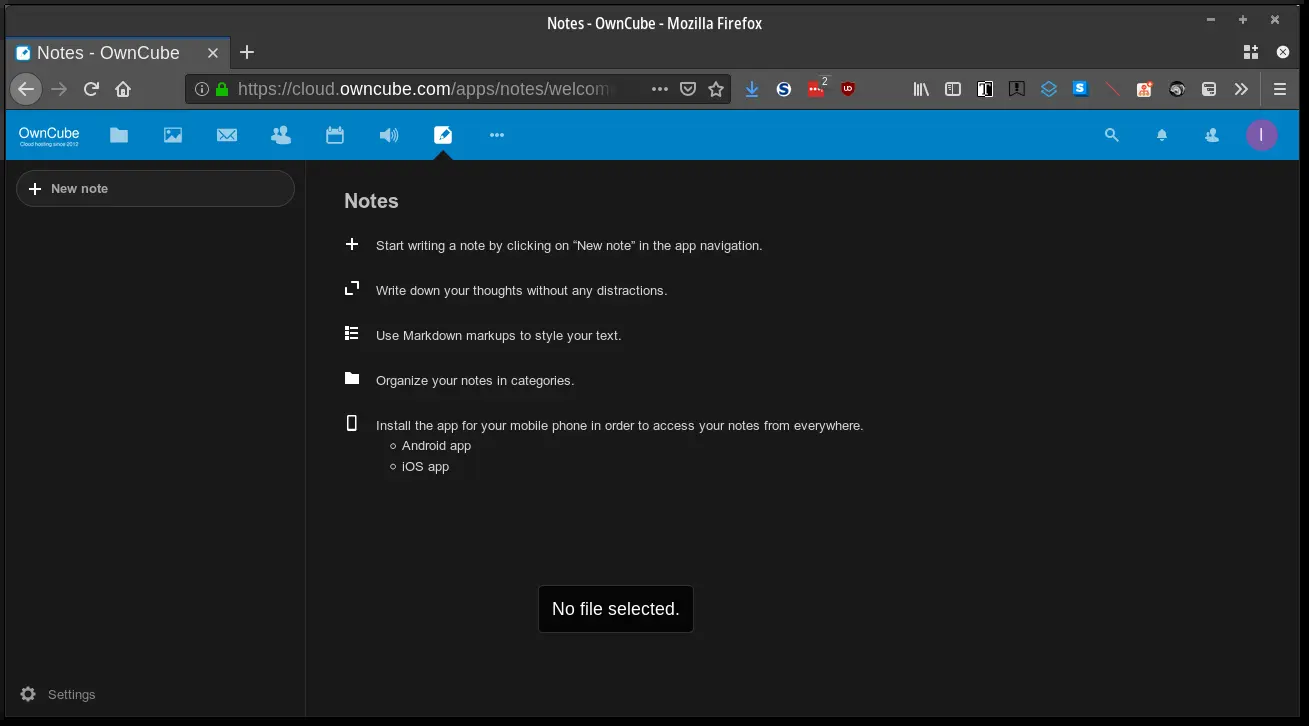 Notes - OwnCube - Mozilla Firefox
Notes - OwnCube
https://cloud.owncube.com/apps/notes/welcom
2
OwnCube
Cloud hosting since 2012
I
New note
Notes
Start writing a note by clicking on “New note” in the app navigation.
Write down your thoughts without any distractions.
Use Markdown markups to style your text.
Organize your notes in categories.
Install the app for your mobile phone in order to access your notes from everywhere.
Android app
iOS app
No file selected.
Settings